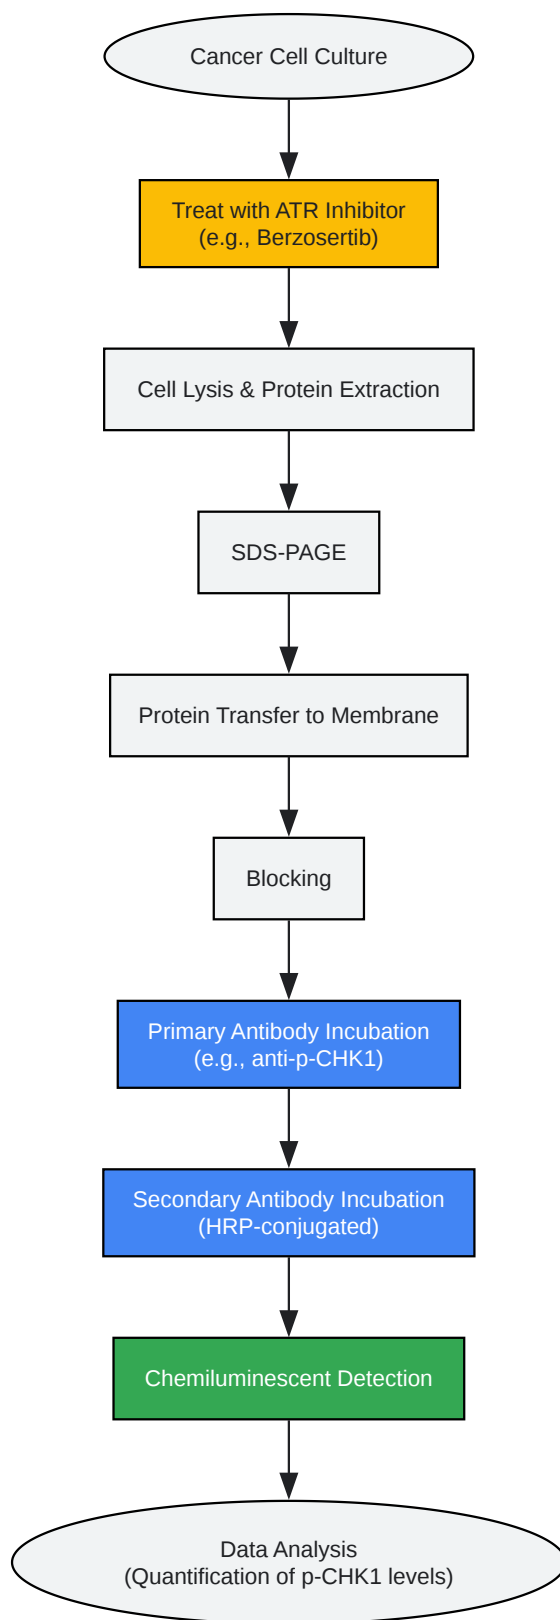 Cancer Cell Culture
Treat with ATR Inhibitor
(e.g., Berzosertib)
Cell Lysis & Protein Extraction
SDS-PAGE
Protein Transfer to Membrane
Blocking
Primary Antibody Incubation
(e.g., anti-p-CHK1)
Secondary Antibody Incubation
(HRP-conjugated)
Chemiluminescent Detection
Data Analysis
(Quantification of p-CHK1 levels)